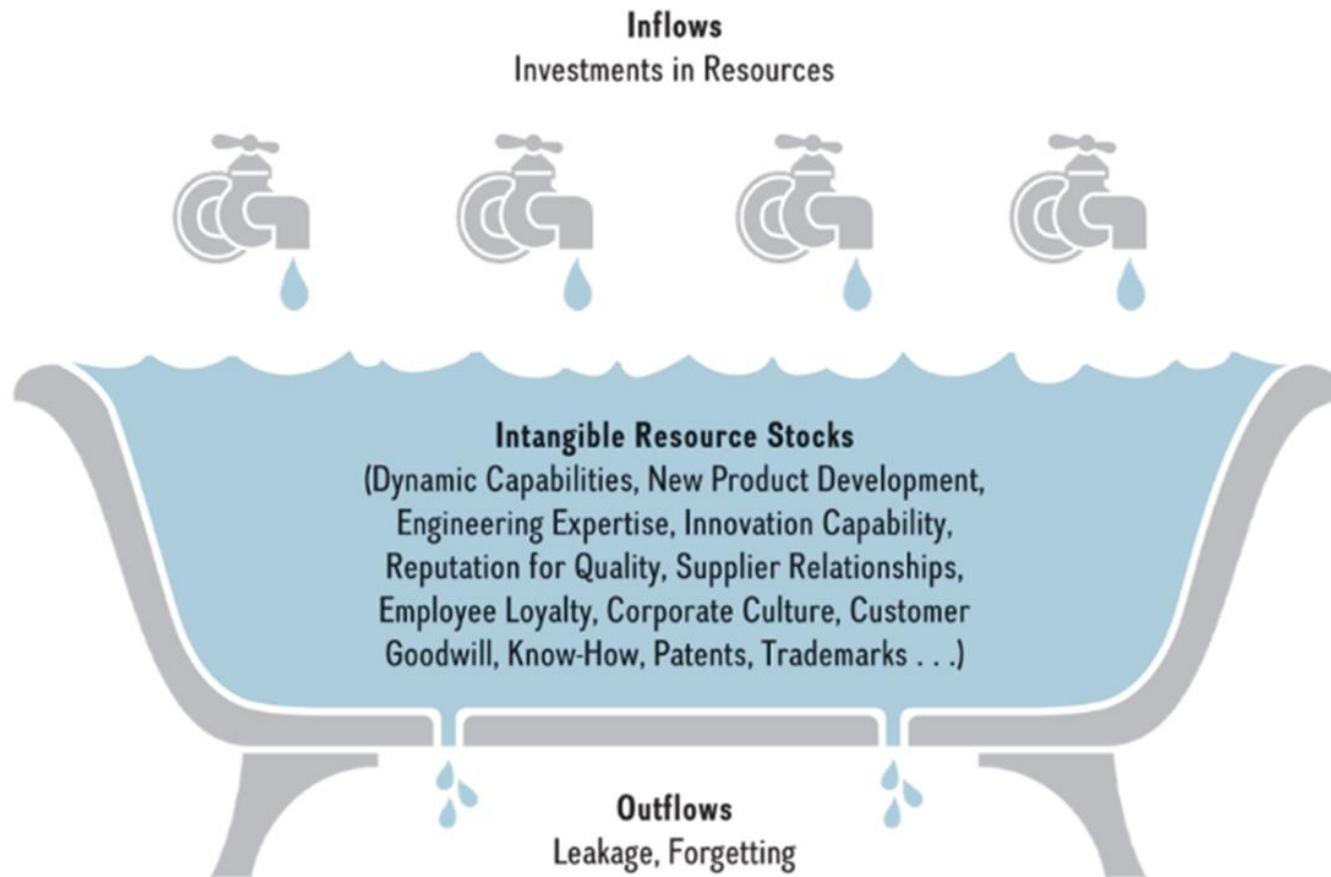 Inflows
Investments in Resources
Intangible Resource Stocks
(Dynamic Capabilities, New Product Development,
Engineering Expertise, Innovation Capability,
Reputation for Quality, Supplier Relationships,
Employee Loyalty, Corporate Culture, Customer
Goodwill, Know-How, Patents, Trademarks . . .)
Outflows
Leakage, Forgetting